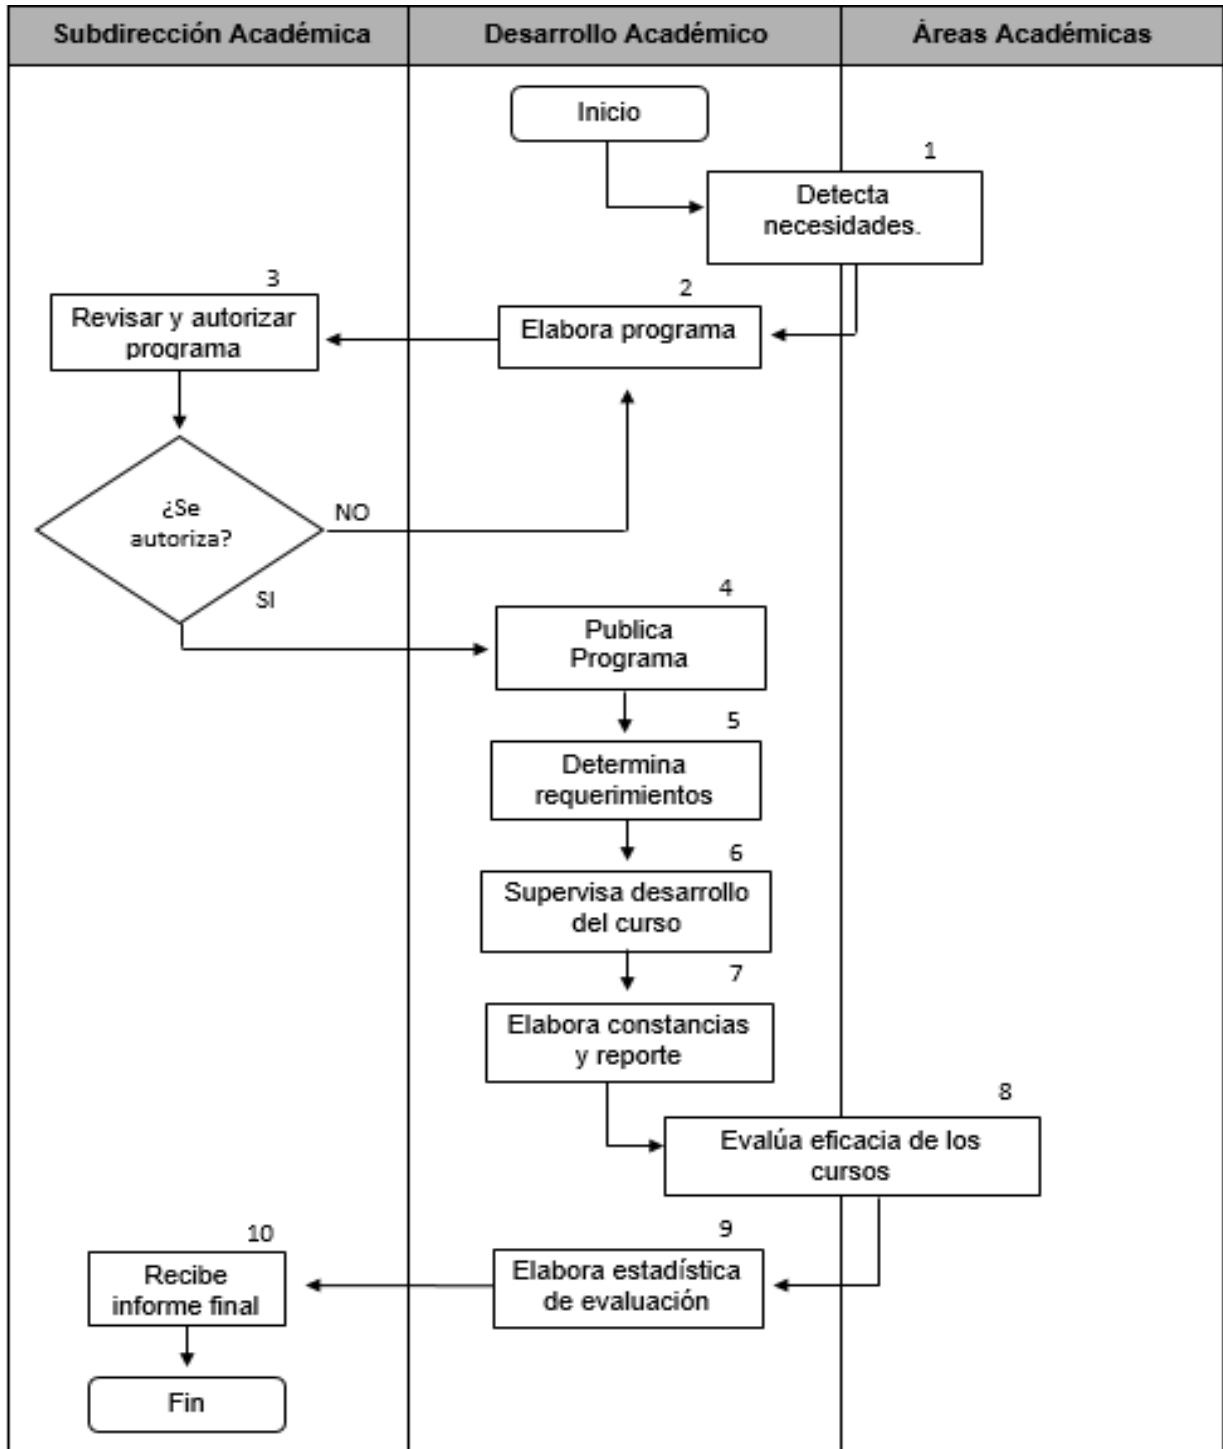 Subdirección Académica
Desarrollo Académico
Áreas Académicas
Inicio
1
Detecta
necesidades.
3
Revisar y autorizar
programa
2
Elabora programa
¿Se
autoriza?
NO
SI
4
Publica
Programa
5
Determina
requerimientos
6
Supervisa desarrollo
del curso
7
Elabora constancias
y reporte
8
Evalúa eficacia de los
cursos
9
Elabora estadística
de evaluación
10
Recibe
informe final
Fin